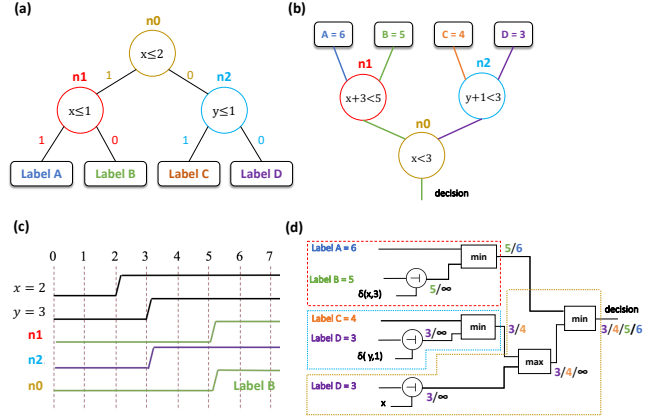 (a)
n0
x≤2
1
0
n1
n2
x≤1
y≤1
1
0
1
0
Label A
Label B
Label C
Label D
(b)
A = 6
B = 5
C = 4
D = 3
n1
n2
x+3<5
y+1<3
n0
x<3
decision
(c)
0 1 2 3 4 5 6 7
x = 2
y = 3
n1
n2
n0
Label B
(d)
Label A = 6
5/6
min
Label B = 5
⊣
5/∞
δ(x,3)
Label C = 4
Label D = 3
⊣
3/∞
min
3/4
δ( y,1)
min
decision
3/4/5/6
max
3/4/∞
Label D = 3
⊣
3/∞
x